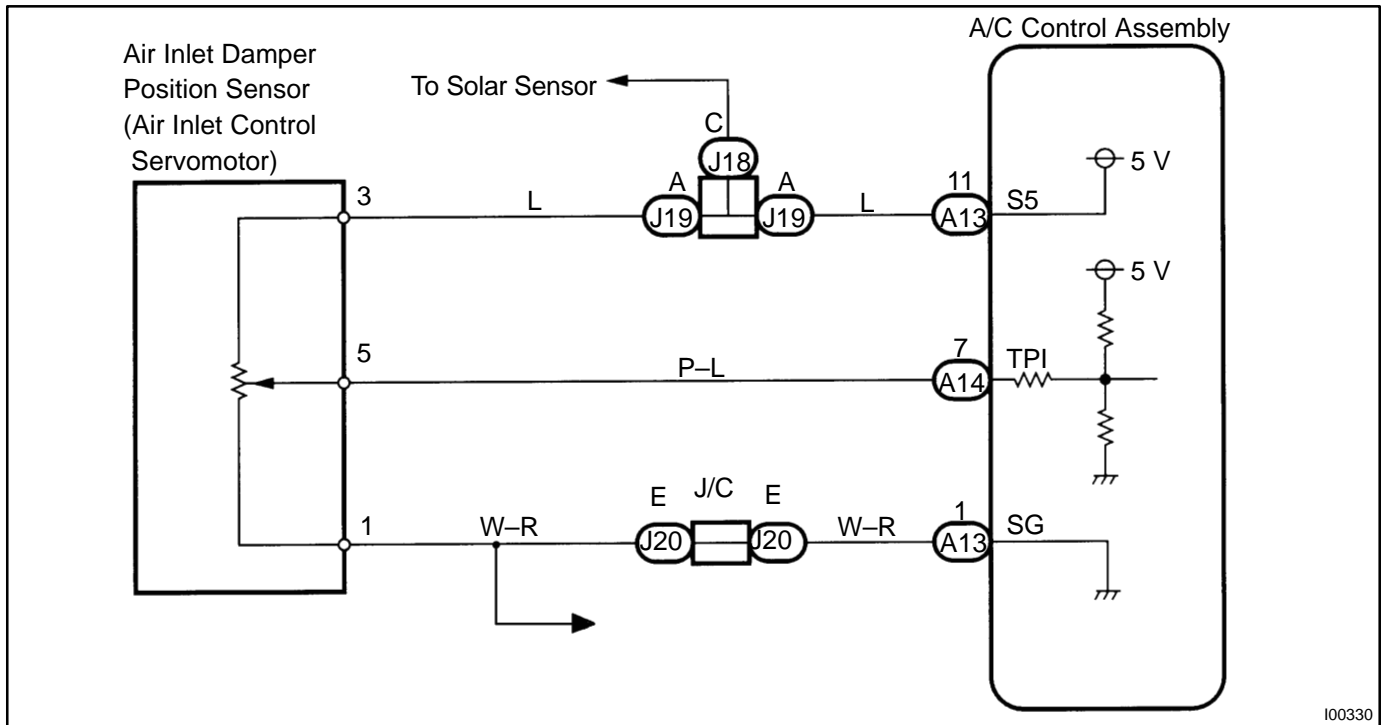 A/C Control Assembly
Air Inlet Damper
Position Sensor
(Air Inlet Control
Servomotor)
To Solar Sensor
C
J18
5 V
3
L
A
J19
A
J19
L
11
A13
S5
5 V
5
P–L
7
A14
TPI
1
W–R
E
J20
J/C
E
J20
W–R
1
A13
SG
I00330